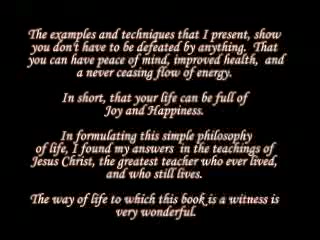 The examples and techniques that I present, show
you don't have to be defeated by anything.  That
you can have peace of mind, improved health,  and
a never ceasing flow of energy.
In short, that your life can be full of
Joy and Happiness.
In formulating this simple philosophy
of life, I found my answers  in the teachings of
Jesus Christ, the greatest teacher who ever lived,
and who still lives.
The way of life to which this book is a witness is
very wonderful.